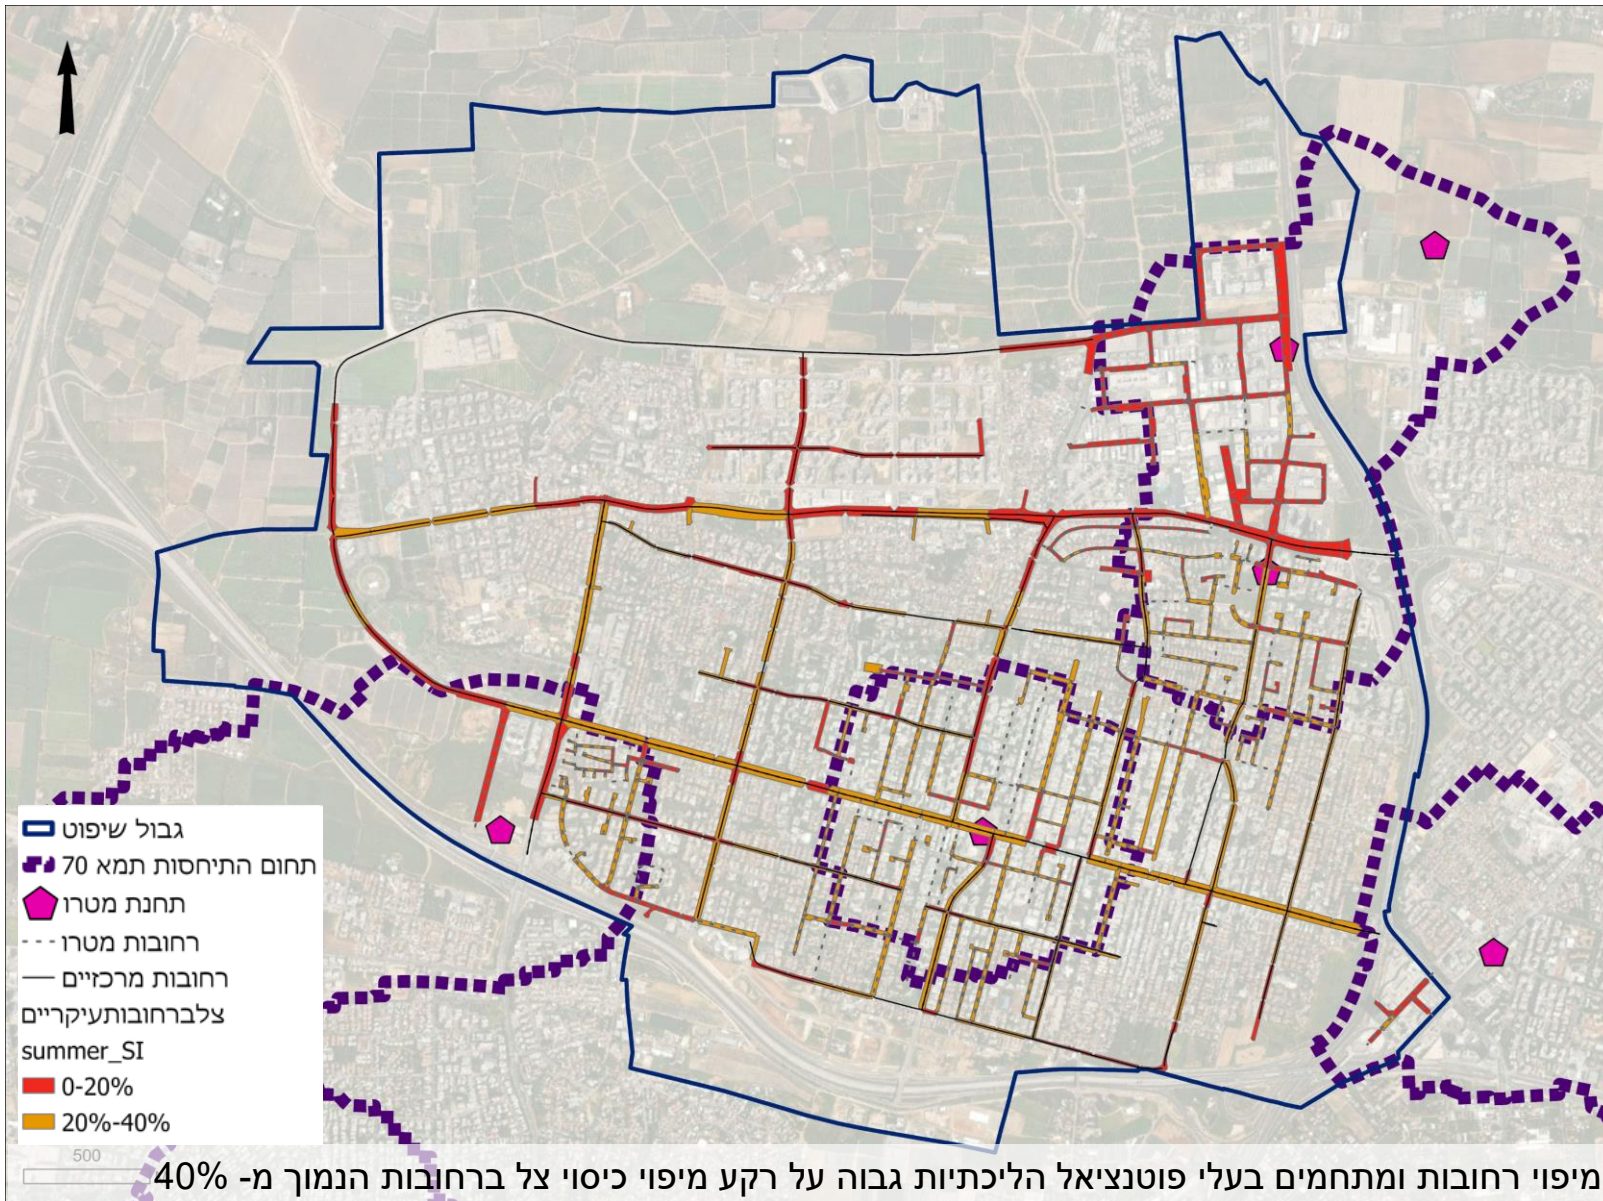 גבול שיפוט
תחום התיחסות תמא 70
תחנת מטרו
רחובות מטרו
רחובות מרכזיים
צלברחובותעיקריים
summer_SI
0-20%
20%-40%
500
מיפוי רחובות ומתחמים בעלי פוטנציאל הליכתיות גבוה על רקע מיפוי כיסוי צל ברחובות הנמוך מ- 40%